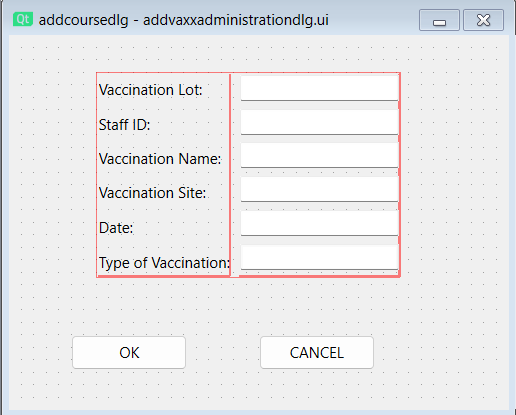 Qt addcoursedlg - addvaxxadministrationdlg.ui
Vaccination Lot:
Staff ID:
Vaccination Name:
Vaccination Site:
Date:
Type of Vaccination:
OK CANCEL